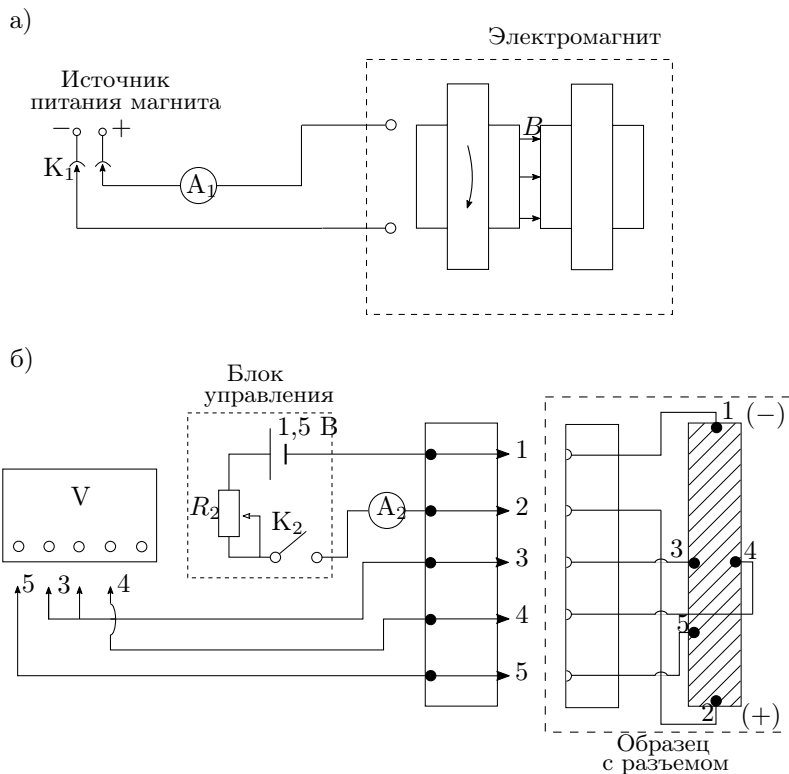 а)
Электромагнит
Источник
питания магнита
− +
B
K1
A1
б)
Блок
управления
1,5 В
1 (−)
1
V
R2
K2
A2
2
3
3 4
5 3 4
4
5
5
2 (+)
Образец
с разъемом